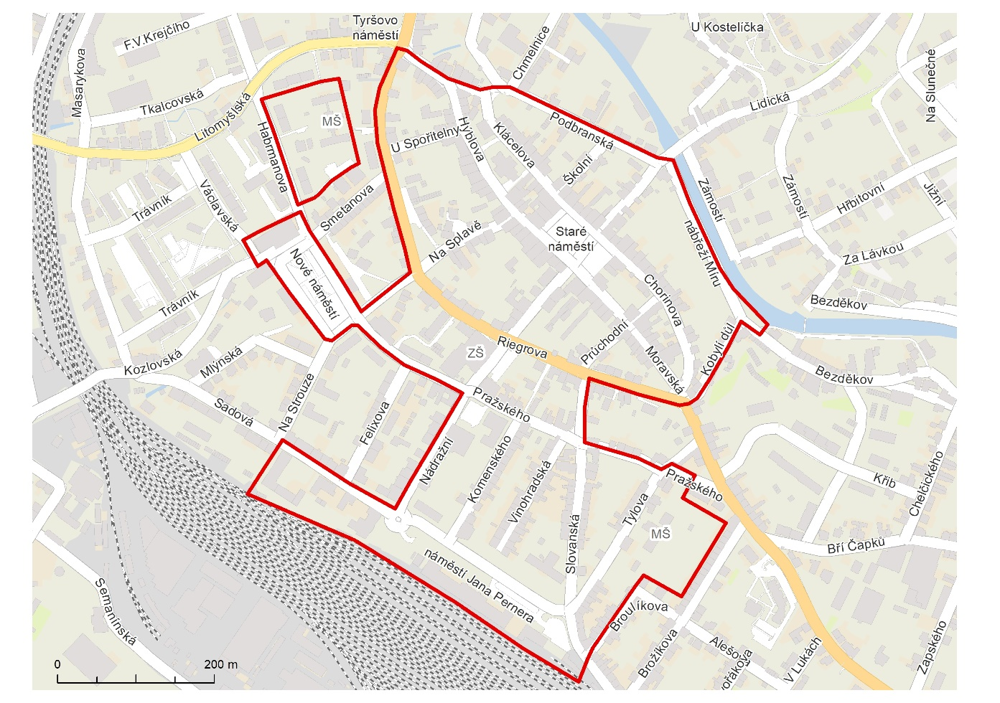 Tyršovo
náměstí
F.V.Krejčího
U Kostelíčka
Chmelnice
Na Slunečné
Masarykova
Tkalcovská
Litomyšlská
Lidická
MŠ
Habrmanova
U Spořitelny
Hýblova
Klácelova
Podbranská
Školní
Zámostí
Zámostí
Hřbitovní
Jižní
Trávník
Václavská
Smetanova
nábřeží Míru
Na Splavě
Staré
náměstí
Za Lávkou
Nové náměstí
Trávník
Chorinova
Bezděkov
Kozlovská
Mlýnská
ZŠ
Riegrova
Průchodní
Moravská
Kobyli důl
Bezděkov
Sadová
Na Strouze
Felixova
Pražského
Nádražní
Komenského
Vinohradská
Slovanská
Tylova
Pražského
MŠ
Křib
Chelčického
Bří Čapků
náměstí Jana Pernera
Semanínská
Broulíkova
Brožíkova
Alešova
V Lukách
Zapského
0 200 m